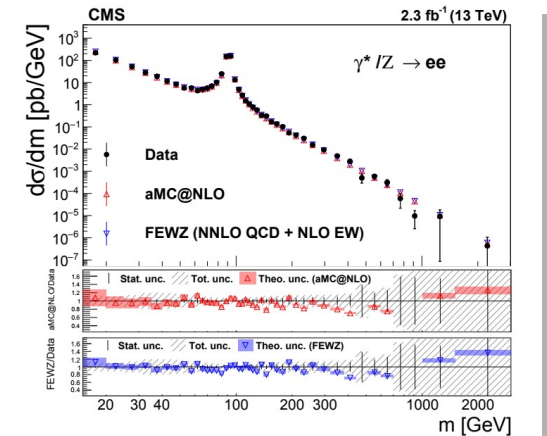 CMS 2.3 fb⁻¹ (13 TeV)
dσ/dm [pb/GeV]
10³
10²
10
1
10⁻¹
10⁻²
10⁻³
10⁻⁴
10⁻⁵
10⁻⁶
10⁻⁷
γ* /Z → ee
Data
aMC@NLO
FEWZ (NNLO QCD + NLO EW)
aMC@NLO/Data
1.6
1.4
1.2
1
0.8
0.6
0.4
Stat. unc. Tot. unc. Theo. unc. (aMC@NLO)
FEWZ/Data
1.6
1.4
1.2
1
0.8
0.6
0.4
Stat. unc. Tot. unc. Theo. unc. (FEWZ)
20 30 40 100 200 300 1000 2000
m [GeV]